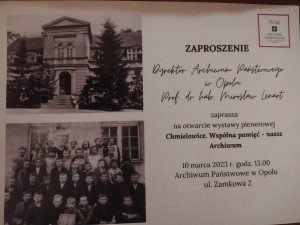 ZAPROSZENIE
Dyrektor Archiwum Państwowego
w Opolu
Prof. dr hab. Mirosław Lenart
zaprasza
na otwarcie wystawy plenerowej
Chmielowice. Wspólna pamięć - nasze
Archiwum
10 marca 2023 r. godz. 13.00
Archiwum Państwowe w Opolu
ul. Zamkowa 2